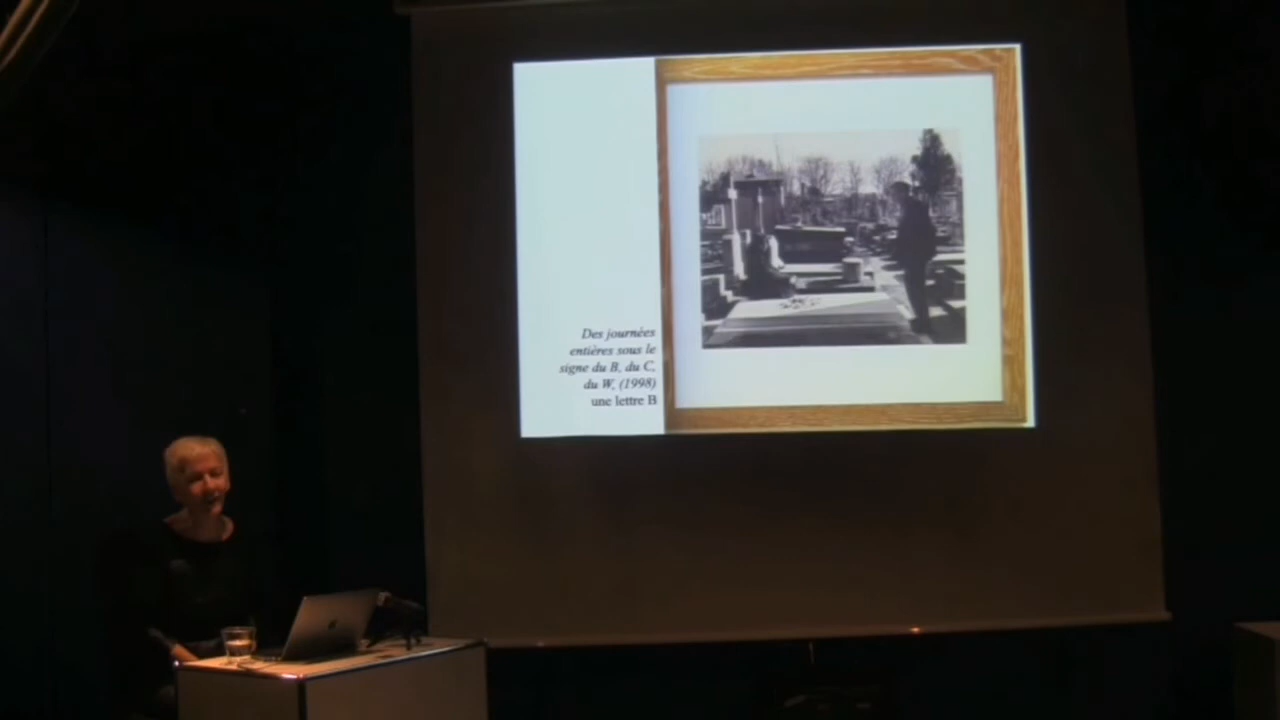 Des journées
entières sous le
signe du B, du C,
du W, (1998)
une lettre B